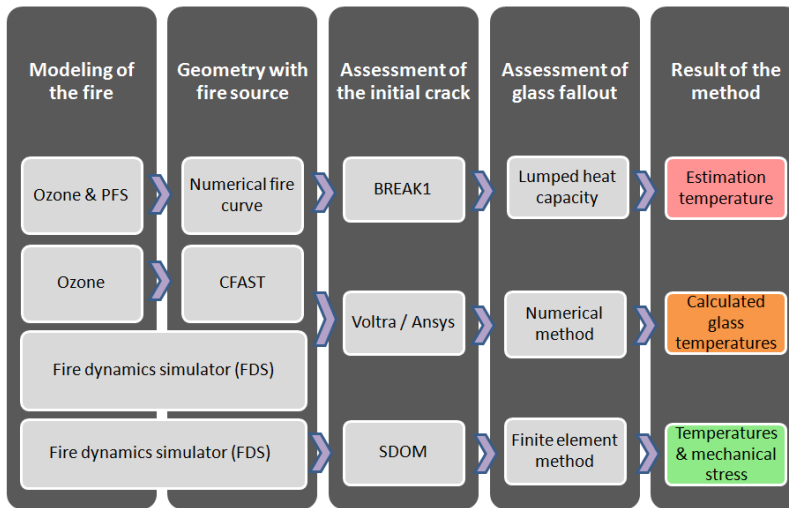 Modeling of
the fire
Geometry with
fire source
Assessment of
the initial crack
Assessment of
glass fallout
Result of the
method
Ozone & PFS
Numerical fire
curve
BREAK1
Lumped heat
capacity
Estimation
temperature
Ozone
CFAST
Voltra / Ansys
Numerical
method
Calculated
glass
temperatures
Fire dynamics simulator (FDS)
Fire dynamics simulator (FDS)
SDOM
Finite element
method
Temperatures
& mechanical
stress